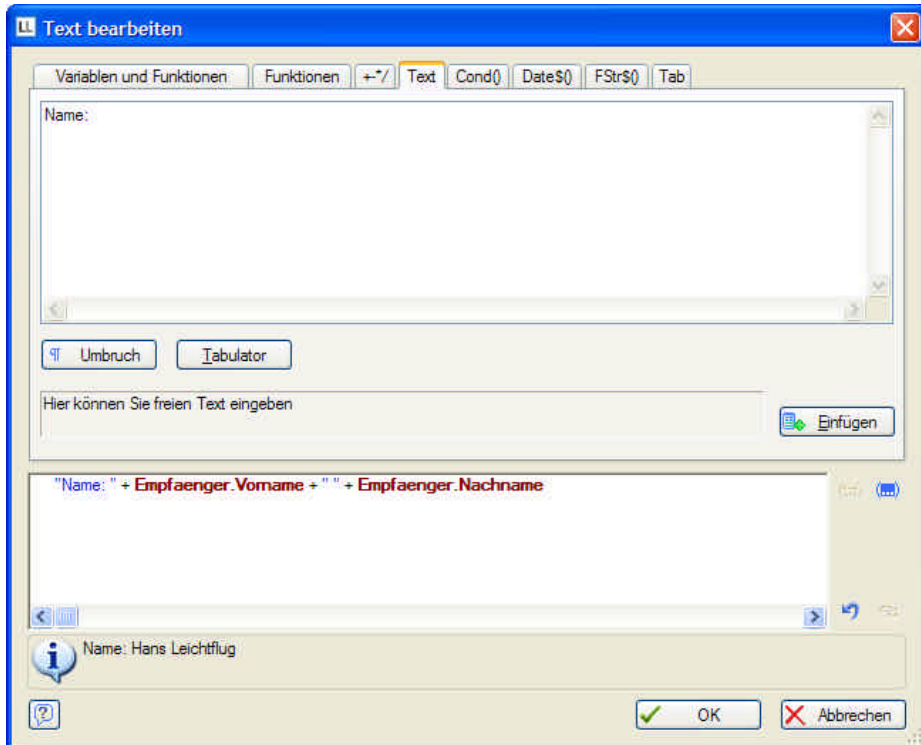 LL Text bearbeiten
Variablen und Funktionen Funktionen +-*/ Text Cond() Date$() FStr$() Tab
Name:
¶ Umbruch Tabulator
Hier können Sie freien Text eingeben
Einfügen
"Name: " + Empfaenger.Vorname + " " + Empfaenger.Nachname
Name: Hans Leichtflug
? OK Abbrechen